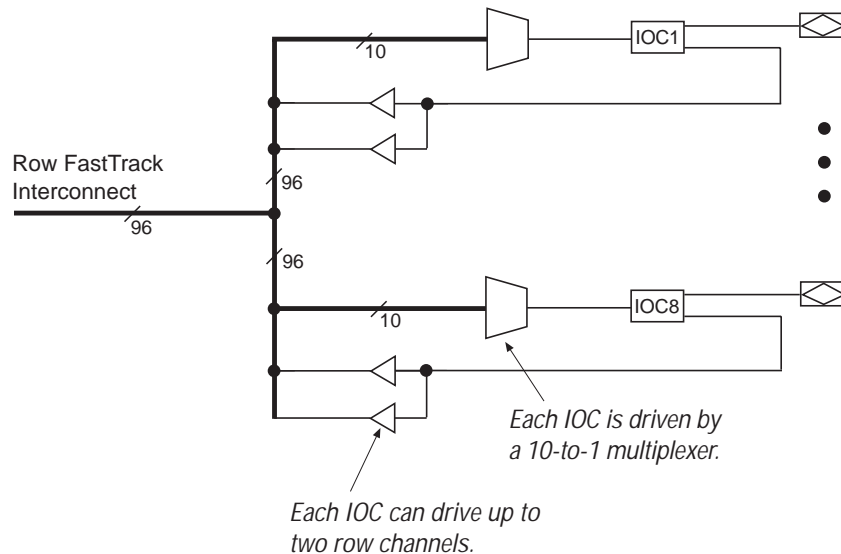 10
IOC1
Row FastTrack
Interconnect
96
96
96
10
IOC8
Each IOC is driven by
a 10-to-1 multiplexer.
Each IOC can drive up to
two row channels.